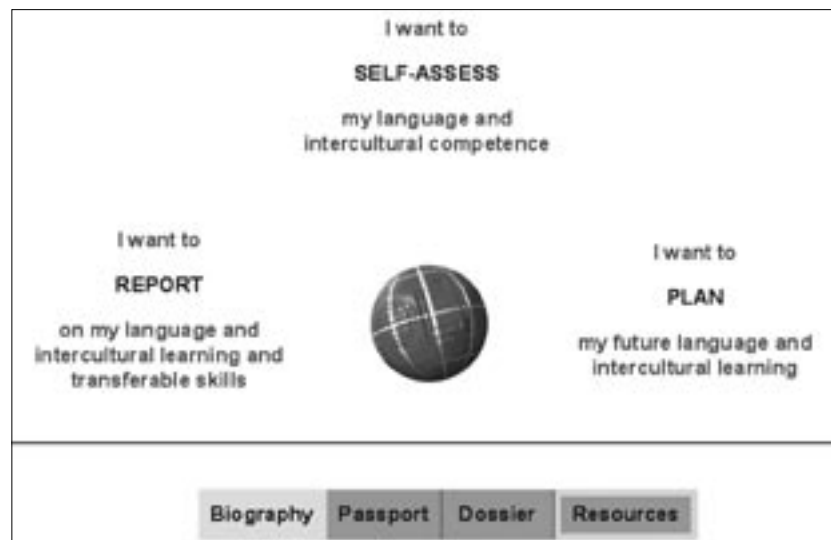 I want to
SELF-ASSESS
my language and
intercultural competence
I want to
REPORT
on my language and
intercultural learning and
transferable skills
I want to
PLAN
my future language and
intercultural learning
Biography
Passport
Dossier
Resources